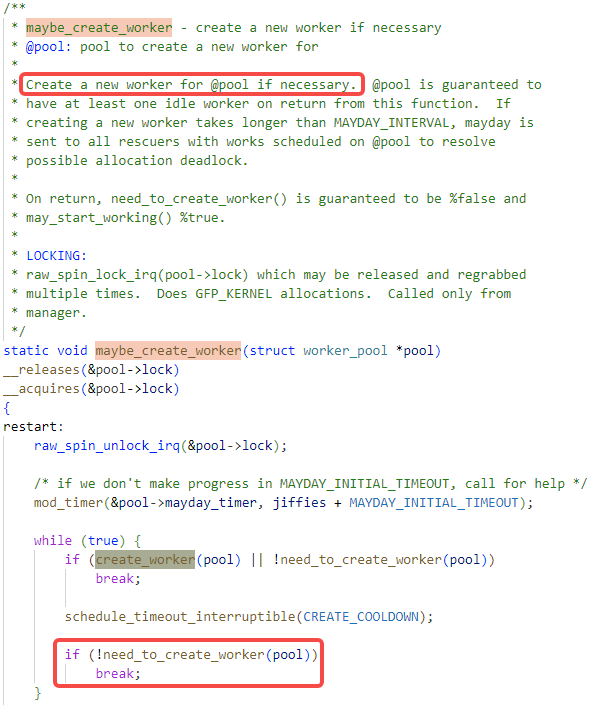 /**
 * maybe_create_worker - create a new worker if necessary
 * @pool: pool to create a new worker for
 *
 * Create a new worker for @pool if necessary.  @pool is guaranteed to
 * have at least one idle worker on return from this function.  If
 * creating a new worker takes longer than MAYDAY_INTERVAL, mayday is
 * sent to all rescuers with works scheduled on @pool to resolve
 * possible allocation deadlock.
 *
 * On return, need_to_create_worker() is guaranteed to be %false and
 * may_start_working() %true.
 *
 * LOCKING:
 * raw_spin_lock_irq(pool->lock) which may be released and regrabbed
 * multiple times.  Does GFP_KERNEL allocations.  Called only from
 * manager.
 */
static void maybe_create_worker(struct worker_pool *pool)
__releases(&pool->lock)
__acquires(&pool->lock)
{
restart:
    raw_spin_unlock_irq(&pool->lock);

    /* if we don't make progress in MAYDAY_INITIAL_TIMEOUT, call for help */
    mod_timer(&pool->mayday_timer, jiffies + MAYDAY_INITIAL_TIMEOUT);

    while (true) {
        if (create_worker(pool) || !need_to_create_worker(pool))
            break;

        schedule_timeout_interruptible(CREATE_COOLDOWN);

        if (!need_to_create_worker(pool))
            break;
    }